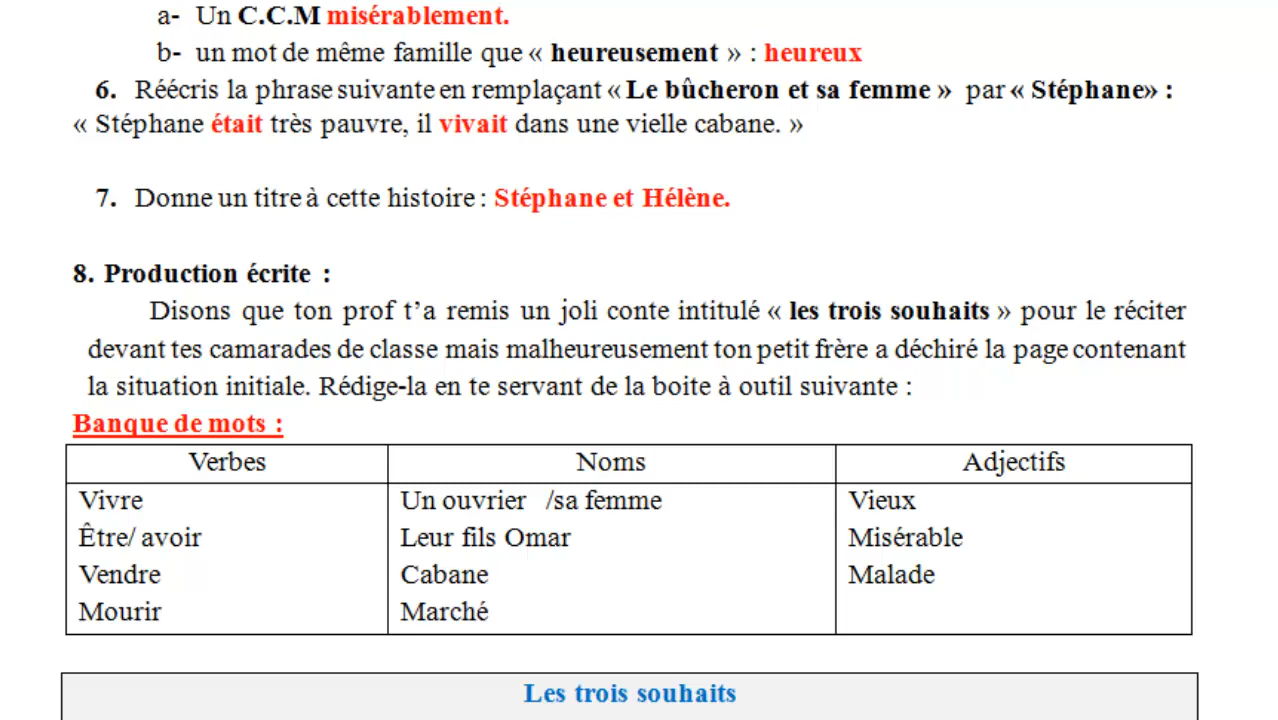 a- Un C.C.M misérablement.
b- un mot de même famille que « heureusement » : heureux
6. Réécris la phrase suivante en remplaçant « Le bûcheron et sa femme » par « Stéphane» :
« Stéphane était très pauvre, il vivait dans une vielle cabane. »
7. Donne un titre à cette histoire : Stéphane et Hélène.
8. Production écrite :
Disons que ton prof t’a remis un joli conte intitulé « les trois souhaits » pour le réciter
devant tes camarades de classe mais malheureusement ton petit frère a déchiré la page contenant
la situation initiale. Rédige-la en te servant de la boite à outil suivante :
Banque de mots :
Verbes Noms Adjectifs
Vivre Un ouvrier /sa femme Vieux
Être/ avoir Leur fils Omar Misérable
Vendre Cabane Malade
Mourir Marché
Les trois souhaits